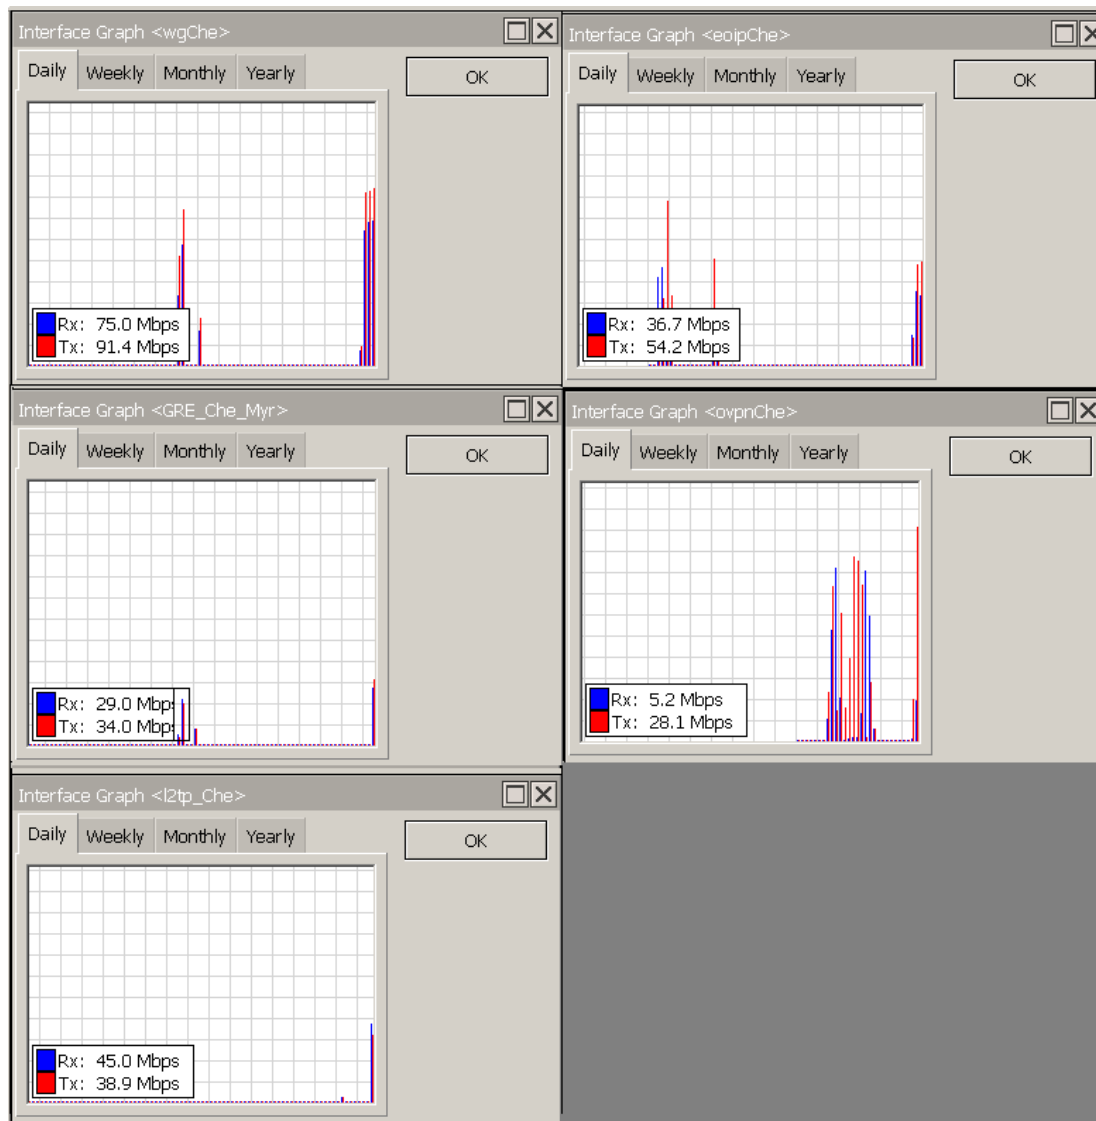 Interface Graph <wgChe>
Daily Weekly Monthly Yearly
OK
Rx: 75.0 Mbps
Tx: 91.4 Mbps
Interface Graph <eoipChe>
Daily Weekly Monthly Yearly
OK
Rx: 36.7 Mbps
Tx: 54.2 Mbps
Interface Graph <GRE_Che_Myr>
Daily Weekly Monthly Yearly
OK
Rx: 29.0 Mbps
Tx: 34.0 Mbps
Interface Graph <ovpnChe>
Daily Weekly Monthly Yearly
OK
Rx: 5.2 Mbps
Tx: 28.1 Mbps
Interface Graph <l2tp_Che>
Daily Weekly Monthly Yearly
OK
Rx: 45.0 Mbps
Tx: 38.9 Mbps